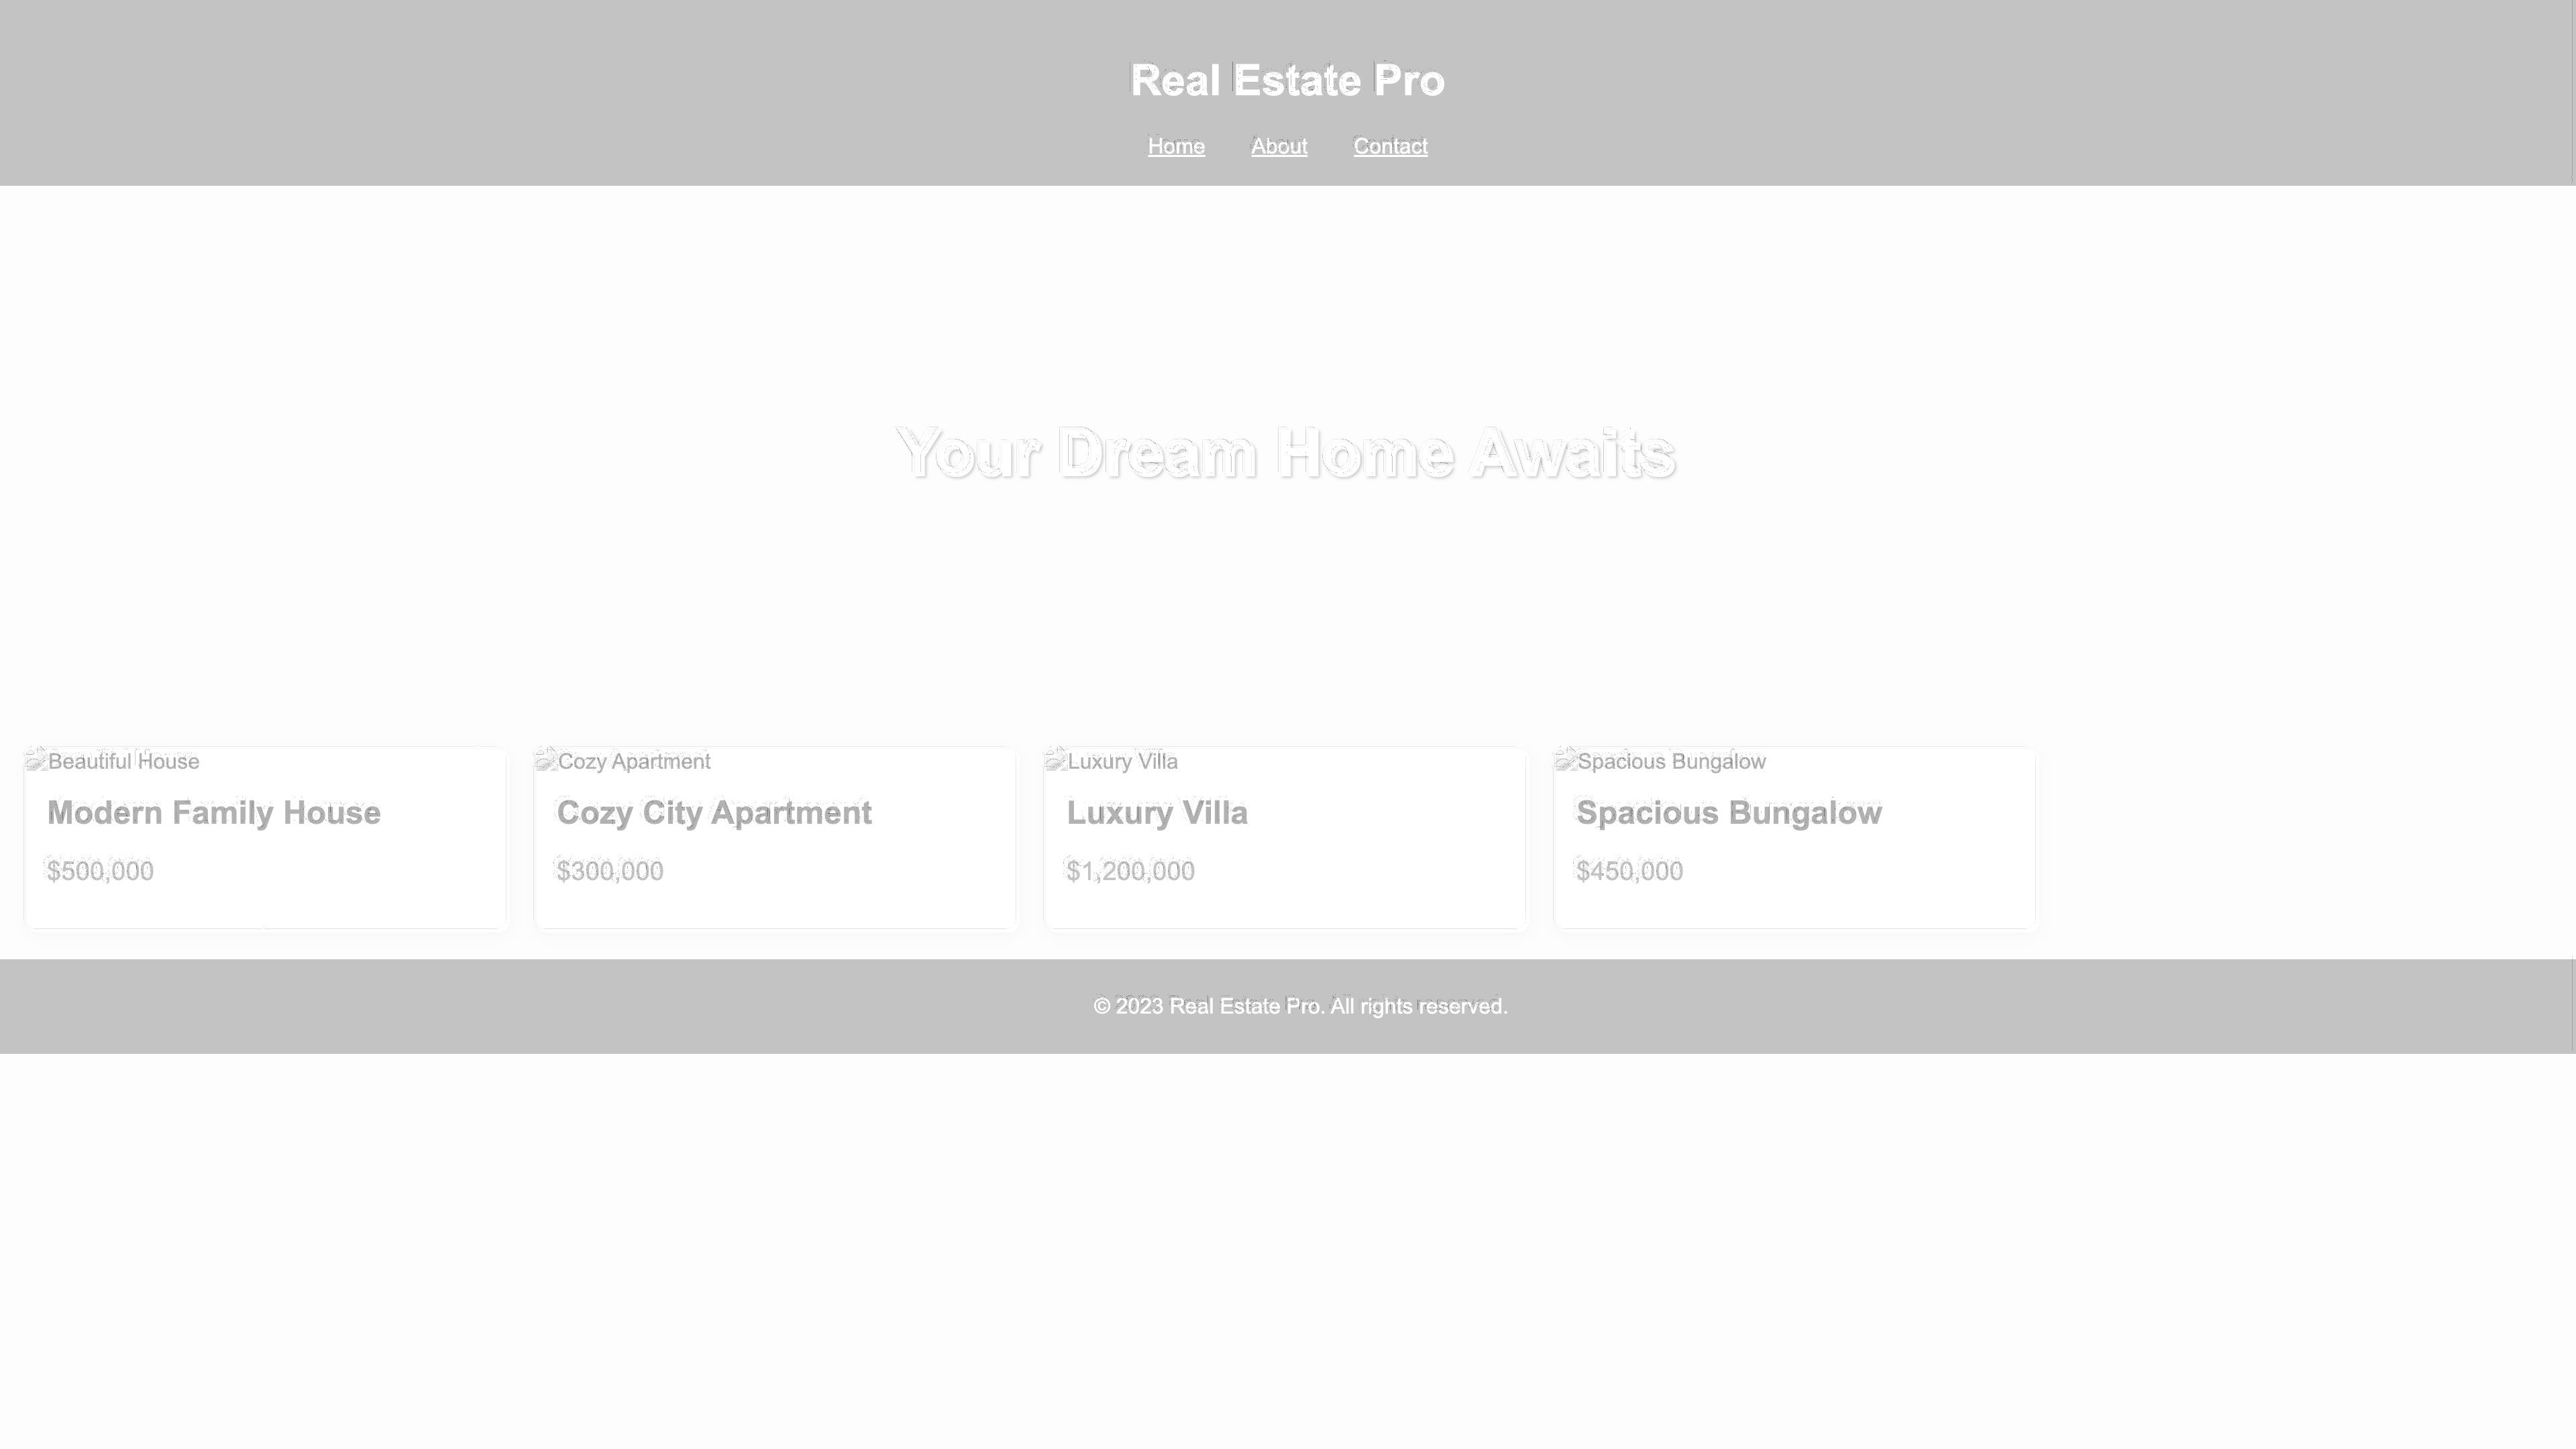 Real Estate Pro
Home About Contact
Your Dream Home Awaits
Beautiful House
Modern Family House
$500,000
Cozy Apartment
Cozy City Apartment
$300,000
Luxury Villa
Luxury Villa
$1,200,000
Spacious Bungalow
Spacious Bungalow
$450,000
© 2023 Real Estate Pro. All rights reserved.